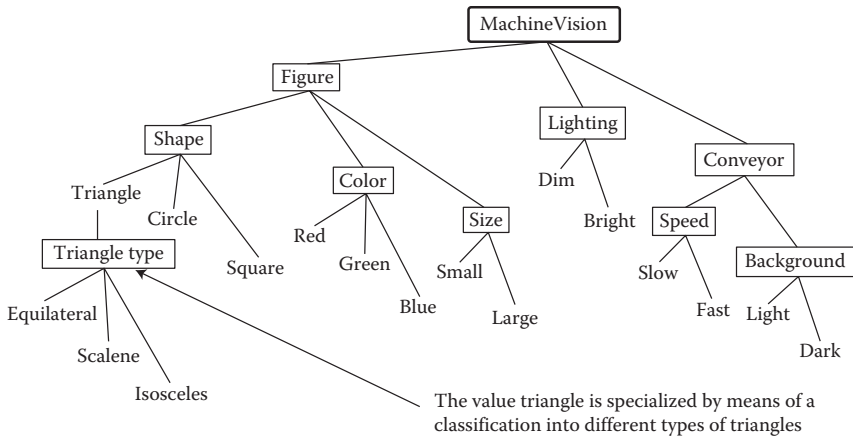 MachineVision
Figure
Lighting
Shape
Conveyor
Color
Dim
Triangle
Size
Speed
Circle
Bright
Red
Triangle type
Green
Square
Small
Background
Slow
Blue
Fast
Light
Equilateral
Large
Scalene
Dark
Isosceles
The value triangle is specialized by means of a
classification into different types of triangles